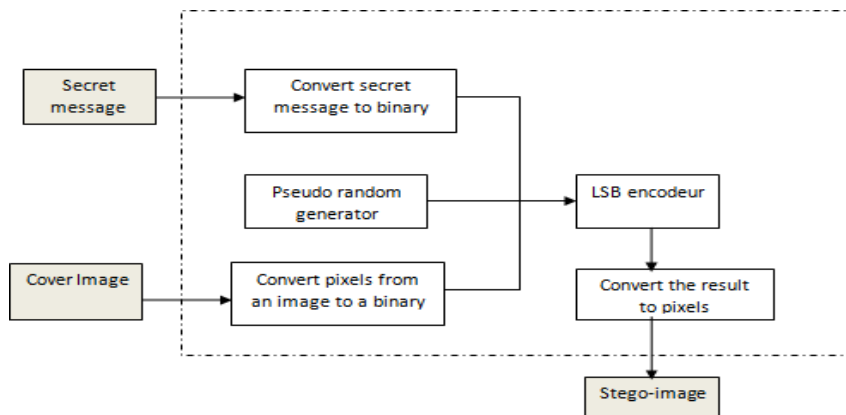 Secret
message
Convert secret
message to binary
Pseudo random
generator
LSB encodeur
Cover Image
Convert pixels from
an image to a binary
Convert the result
to pixels
Stego-image